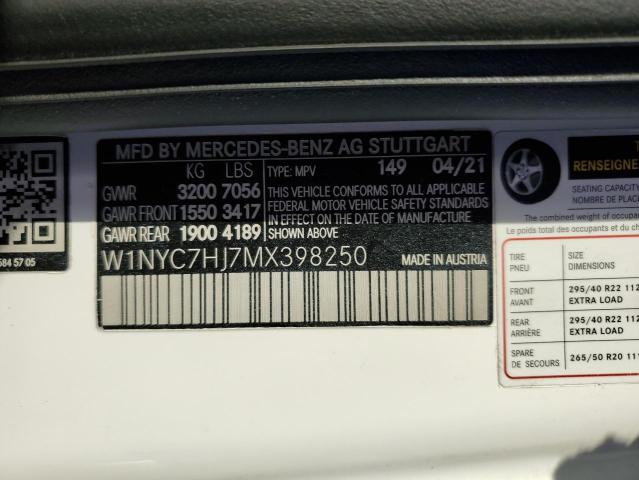 MFD BY MERCEDES-BENZ AG STUTTGART
KG LBS TYPE: MPV 149 04/21
GVWR 3200 7056
GAWR FRONT 1550 3417
GAWR REAR 1900 4189
THIS VEHICLE CONFORMS TO ALL APPLICABLE
FEDERAL MOTOR VEHICLE SAFETY STANDARDS
IN EFFECT ON THE DATE OF MANUFACTURE
SHOWN ABOVE
W1NYC7HJ7MX398250 MADE IN AUSTRIA
584 57 05
RENSEIGNE
SEATING CAPACITY
NOMBRE DE PLACES
The combined weight of occupants
Le poids total des occupants et du
TIRE SIZE
PNEU DIMENSION
FRONT 295/40 R22 112
AVANT EXTRA LOAD
REAR 295/40 R22 112
ARRIÈRE EXTRA LOAD
SPARE 265/50 R20 111
DE SECOURS